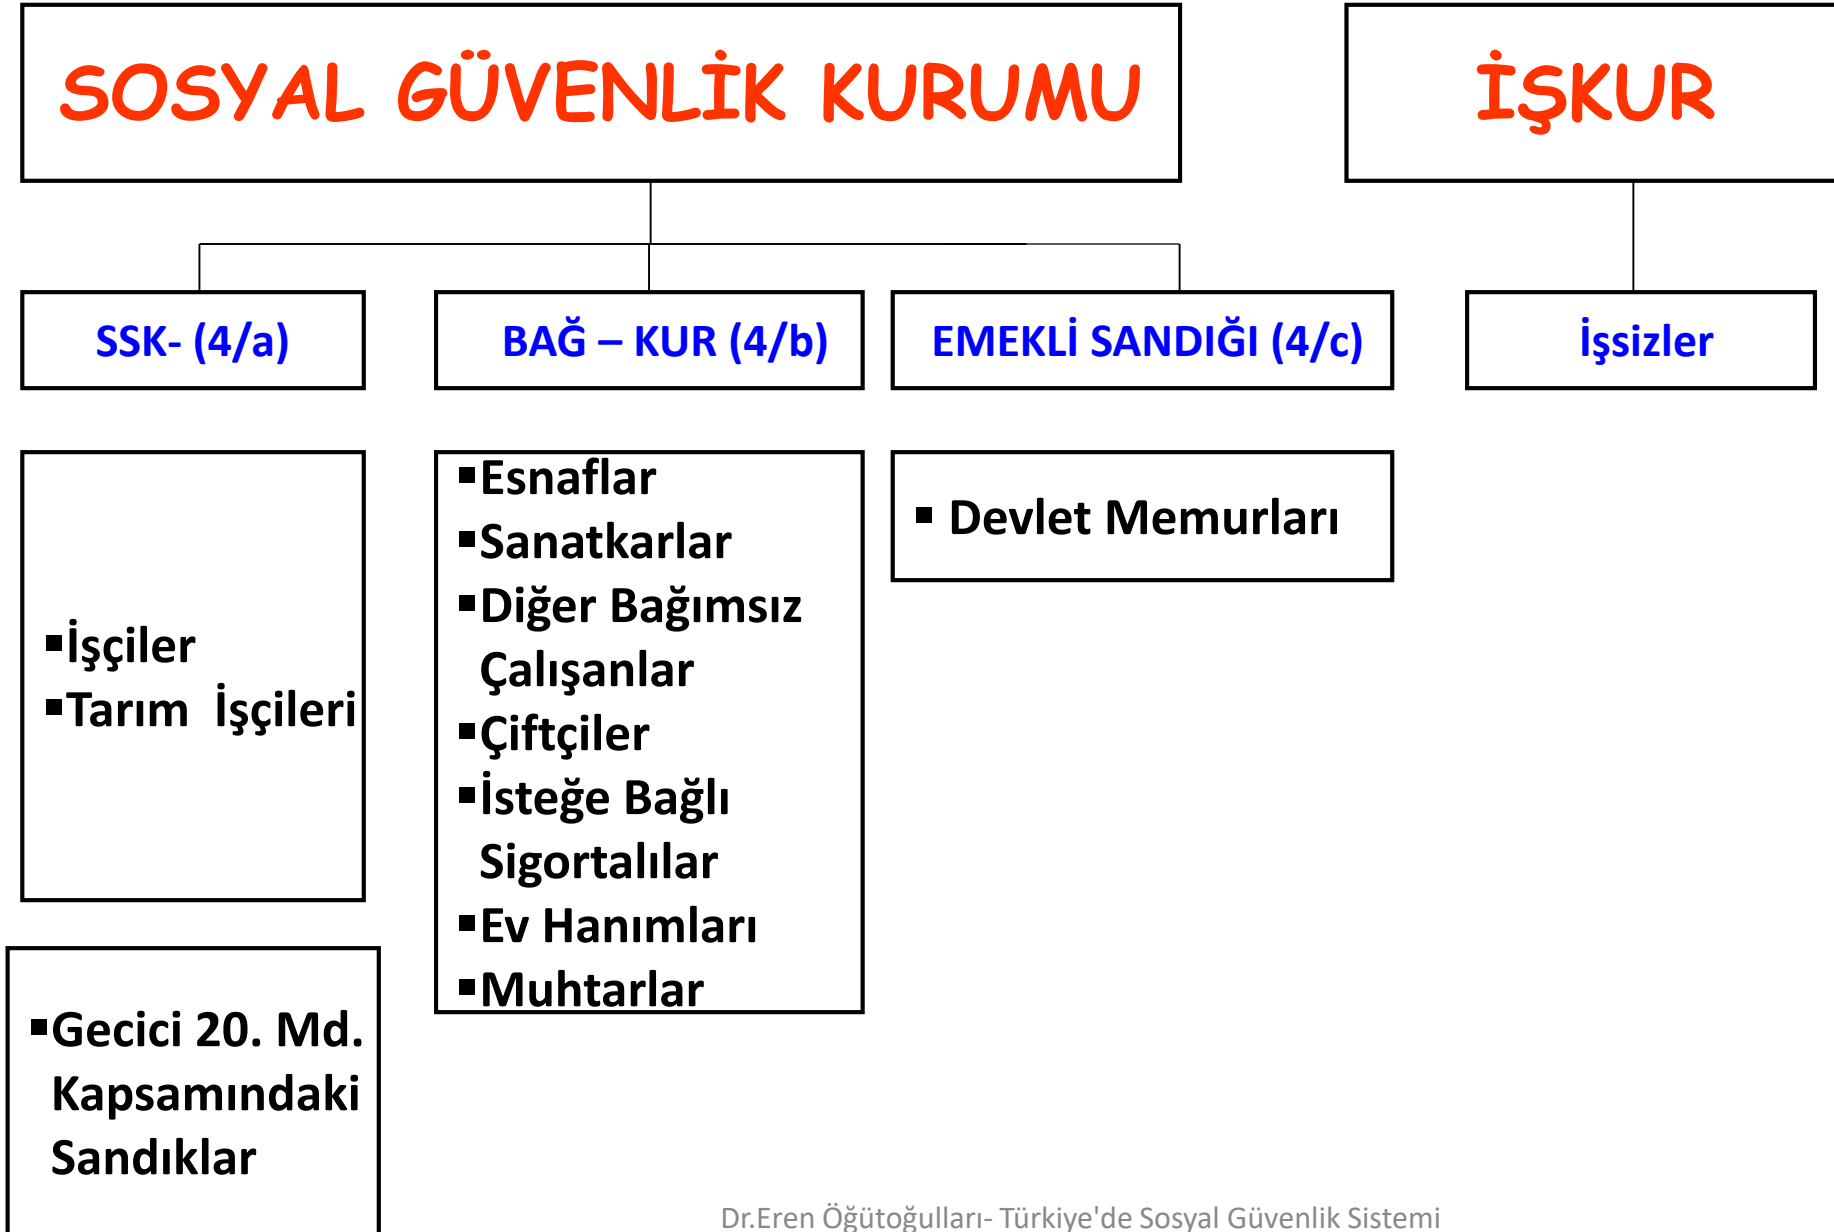 SOSYAL GÜVENLİK KURUMU
İŞKUR
SSK- (4/a)
BAĞ – KUR (4/b)
EMEKLİ SANDIĞI (4/c)
İşsizler
▪İşçiler
▪Tarım İşçileri
▪Esnaflar
▪Sanatkarlar
▪Diğer Bağımsız
Çalışanlar
▪Çiftçiler
▪İsteğe Bağlı
Sigortalılar
▪Ev Hanımları
▪Muhtarlar
▪ Devlet Memurları
▪Gecici 20. Md.
Kapsamındaki
Sandıklar
Dr.Eren Öğütoğulları- Türkiye'de Sosyal Güvenlik Sistemi